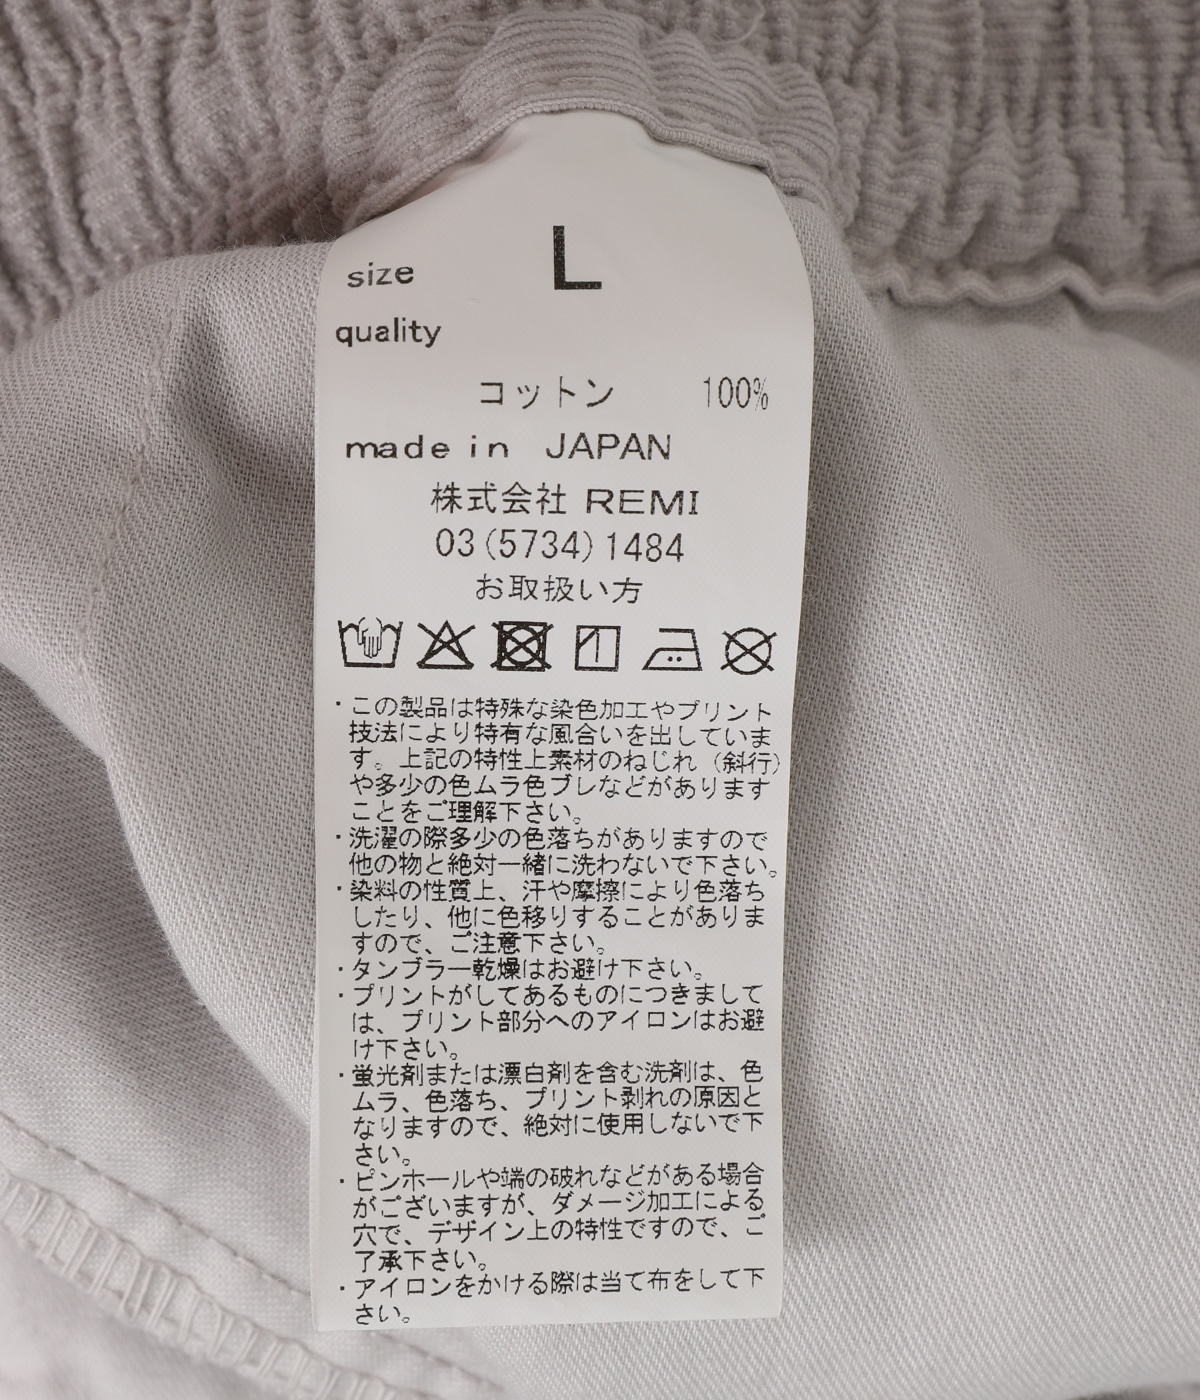 size L
quality
コットン 100%
made in JAPAN
株式会社 REMI
03(5734)1484
お取扱い方
・この製品は特殊な染色加工やプリント
技法により特有な風合いを出していま
す。上記の特性上素材のねじれ（斜行）
や多少の色ムラ色ブレなどがあります
ことをご理解下さい。
・洗濯の際多少の色落ちがありますので
他の物と絶対一緒に洗わないで下さい。
・染料の性質上、汗や摩擦により色落ち
したり、他に色移りすることがありま
すので、ご注意下さい。
・タンブラー乾燥はお避け下さい。
・プリントがしてあるものにつきまして
は、プリント部分へのアイロンはお避
け下さい。
・蛍光剤または漂白剤を含む洗剤は、色
ムラ、色落ち、プリント剥れの原因と
なりますので、絶対に使用しないで下
さい。
・ピンホールや端の破れなどがある場合
がございますが、ダメージ加工による
穴で、デザイン上の特性ですので、ご
了承下さい。
・アイロンをかける際は当て布をして下
さい。